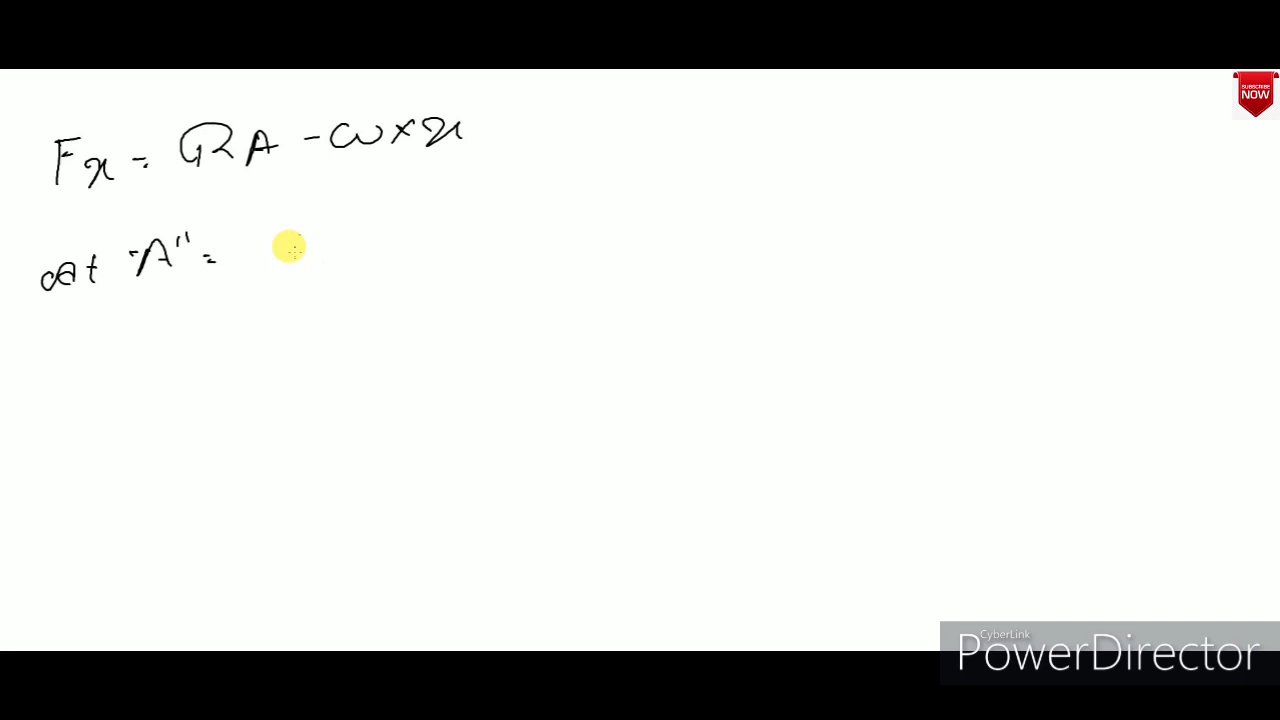 SUBSCRIBE
NOW
Fx = RA - ω × x
at "A" =
CyberLink
PowerDirector